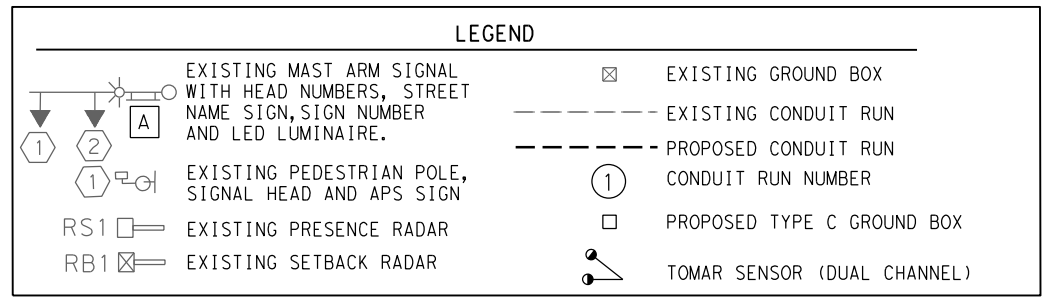 LEGEND
EXISTING MAST ARM SIGNAL
WITH HEAD NUMBERS, STREET
NAME SIGN, SIGN NUMBER
AND LED LUMINAIRE.
A
1
2
1
EXISTING PEDESTRIAN POLE,
SIGNAL HEAD AND APS SIGN
RS1
EXISTING PRESENCE RADAR
RB1
EXISTING SETBACK RADAR
EXISTING GROUND BOX
EXISTING CONDUIT RUN
PROPOSED CONDUIT RUN
1
CONDUIT RUN NUMBER
PROPOSED TYPE C GROUND BOX
TOMAR SENSOR (DUAL CHANNEL)